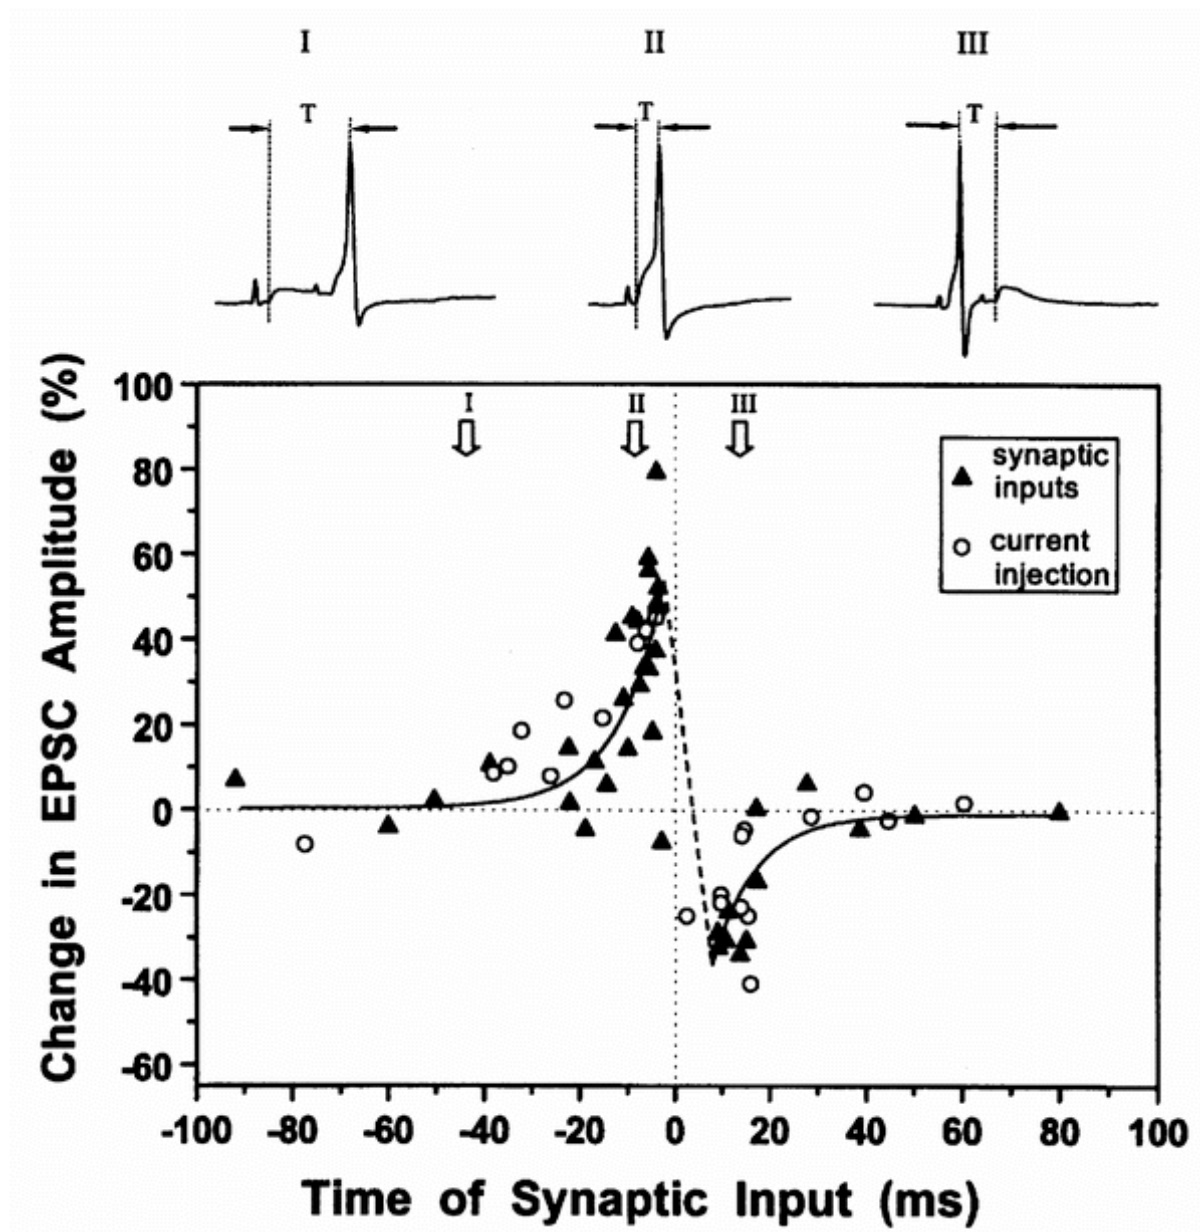 I II III
T T T
Change in EPSC Amplitude (%)
100
80
60
40
20
0
-20
-40
-60
I II III
synaptic
inputs
current
injection
-100 -80 -60 -40 -20 0 20 40 60 80 100
Time of Synaptic Input (ms)